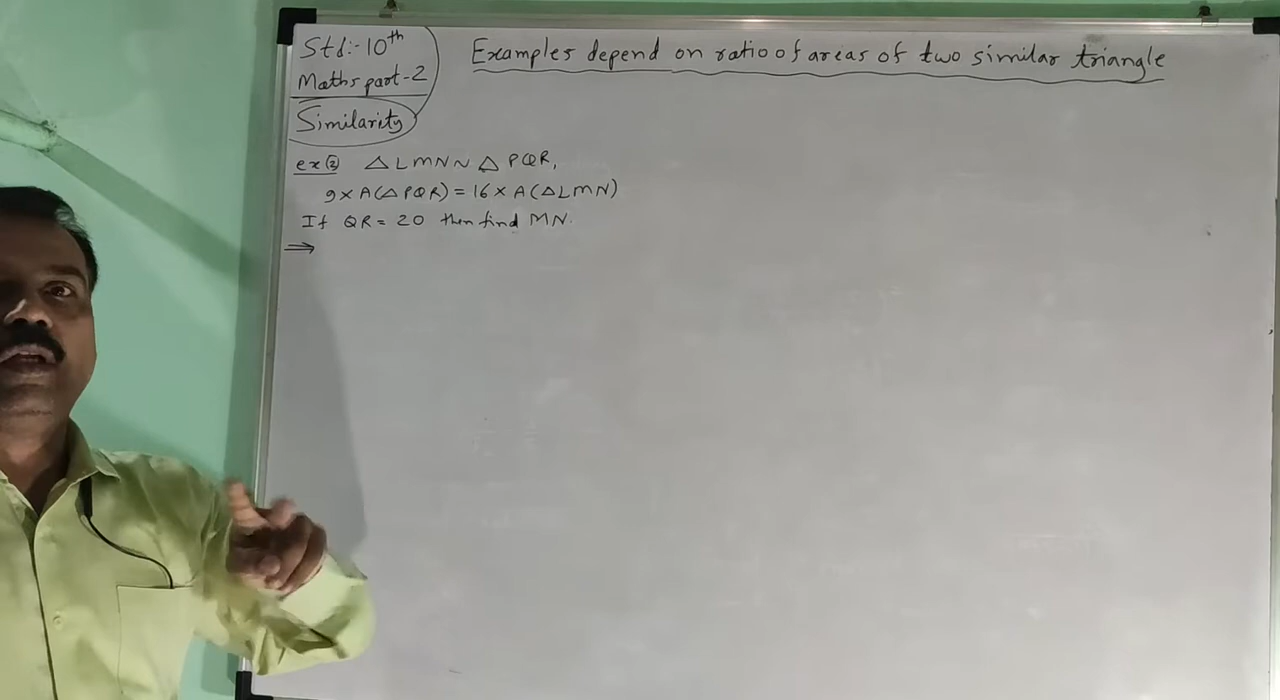 Std:- 10th
Maths part-2
Similarity
Examples depend on ratio of areas of two similar triangle
ex② △LMN ~ △PQR,
9 × A(△PQR) = 16 × A(△LMN)
If QR = 20 then find MN.
⇒